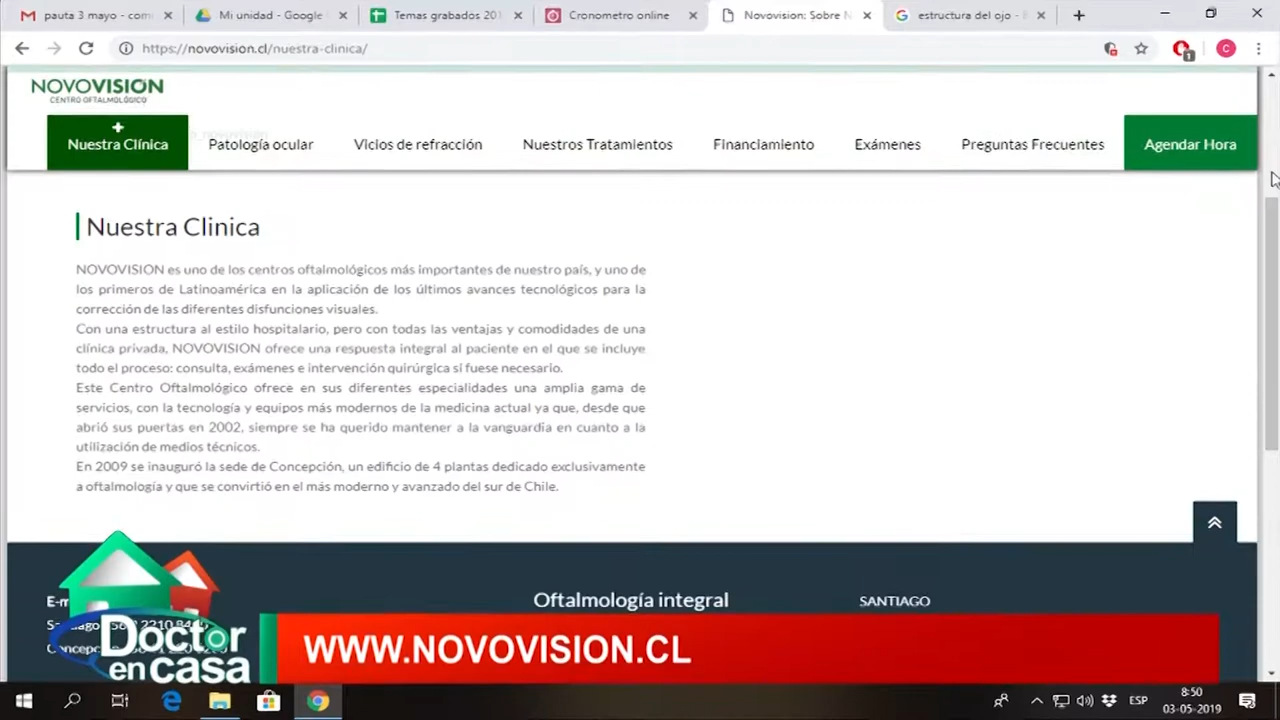 pauta 3 mayo - com
Mi unidad - Google
Temas grabados 201
Cronometro online
Novovision: Sobre N
estructura del ojo -
https://novovision.cl/nuestra-clinica/
NOVOVISIÓN
CENTRO OFTALMOLÓGICO
Nuestra Clínica
Patología ocular
Vicios de refracción
Nuestros Tratamientos
Financiamiento
Exámenes
Preguntas Frecuentes
Agendar Hora
Nuestra Clinica
NOVOVISION es uno de los centros oftalmológicos más importantes de nuestro país, y uno de
los primeros de Latinoamérica en la aplicación de los últimos avances tecnológicos para la
corrección de las diferentes disfunciones visuales.
Con una estructura al estilo hospitalario, pero con todas las ventajas y comodidades de una
clínica privada, NOVOVISION ofrece una respuesta integral al paciente en el que se incluye
todo el proceso: consulta, exámenes e intervención quirúrgica si fuese necesario.
Este Centro Oftalmológico ofrece en sus diferentes especialidades una amplia gama de
servicios, con la tecnología y equipos más modernos de la medicina actual ya que, desde que
abrió sus puertas en 2002, siempre se ha querido mantener a la vanguardia en cuanto a la
utilización de medios técnicos.
En 2009 se inauguró la sede de Concepción, un edificio de 4 plantas dedicado exclusivamente
a oftalmología y que se convirtió en el más moderno y avanzado del sur de Chile.
Oftalmología integral
SANTIAGO
Doctor
en casa
WWW.NOVOVISION.CL
ESP
8:50
03-05-2019